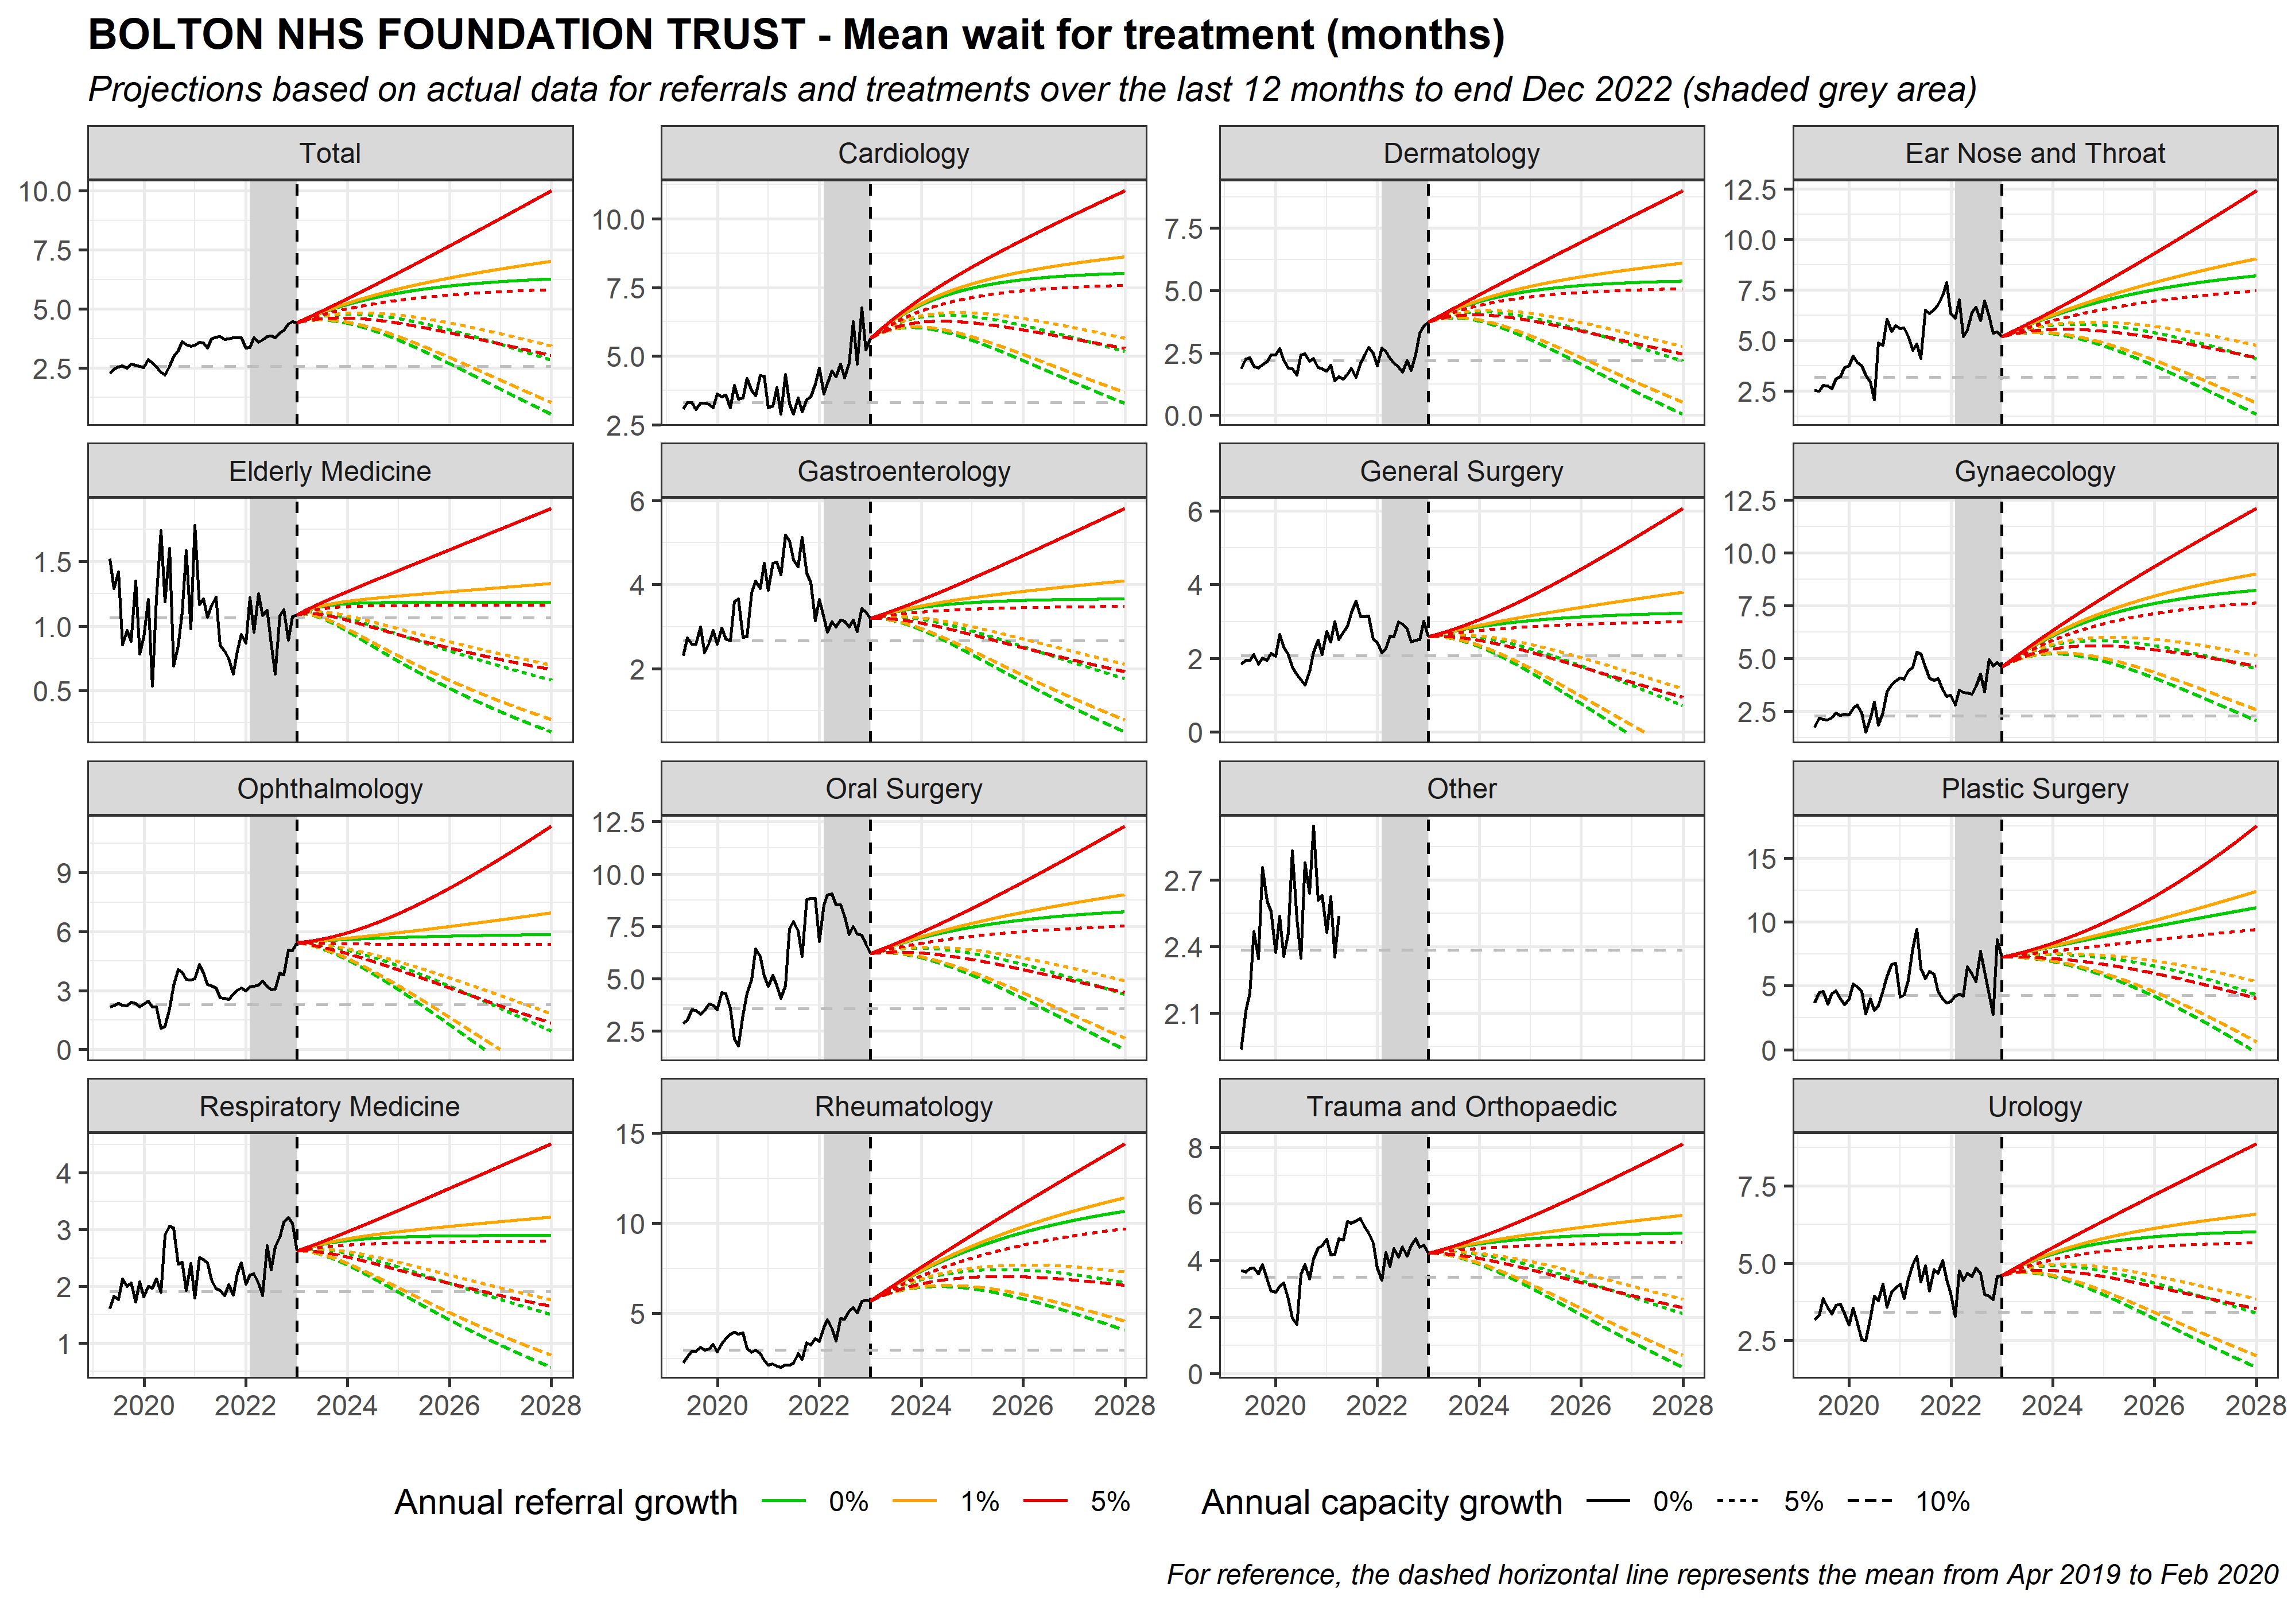 BOLTON NHS FOUNDATION TRUST - Mean wait for treatment (months)
Projections based on actual data for referrals and treatments over the last 12 months to end Dec 2022 (shaded grey area)
Total
Cardiology
Dermatology
Ear Nose and Throat
10.0
7.5
5.0
2.5
10.0
7.5
5.0
2.5
7.5
5.0
2.5
0.0
12.5
10.0
7.5
5.0
2.5
Elderly Medicine
Gastroenterology
General Surgery
Gynaecology
1.5
1.0
0.5
6
4
2
6
4
2
0
12.5
10.0
7.5
5.0
2.5
Ophthalmology
Oral Surgery
Other
Plastic Surgery
9
6
3
0
12.5
10.0
7.5
5.0
2.5
2.7
2.4
2.1
15
10
5
0
Respiratory Medicine
Rheumatology
Trauma and Orthopaedic
Urology
4
3
2
1
15
10
5
8
6
4
2
0
7.5
5.0
2.5
2020 2022 2024 2026 2028
2020 2022 2024 2026 2028
2020 2022 2024 2026 2028
2020 2022 2024 2026 2028
Annual referral growth 0% 1% 5%
Annual capacity growth 0% 5% 10%
For reference, the dashed horizontal line represents the mean from Apr 2019 to Feb 2020